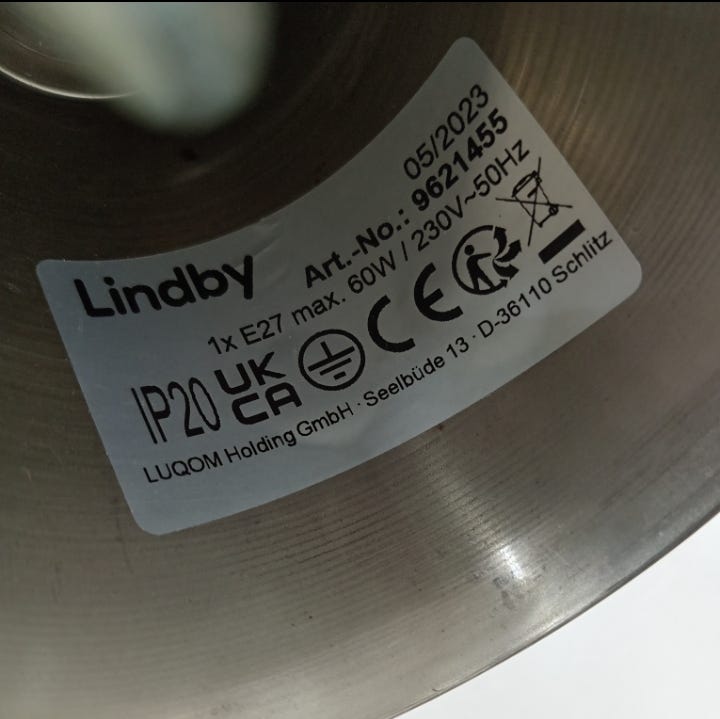 05/2023
Lindby Art.-No.: 9621455
1x E27 max. 60W / 230V~50Hz
IP20 UK CA CE
LUQOM Holding GmbH · Seelbüde 13 · D-36110 Schlitz